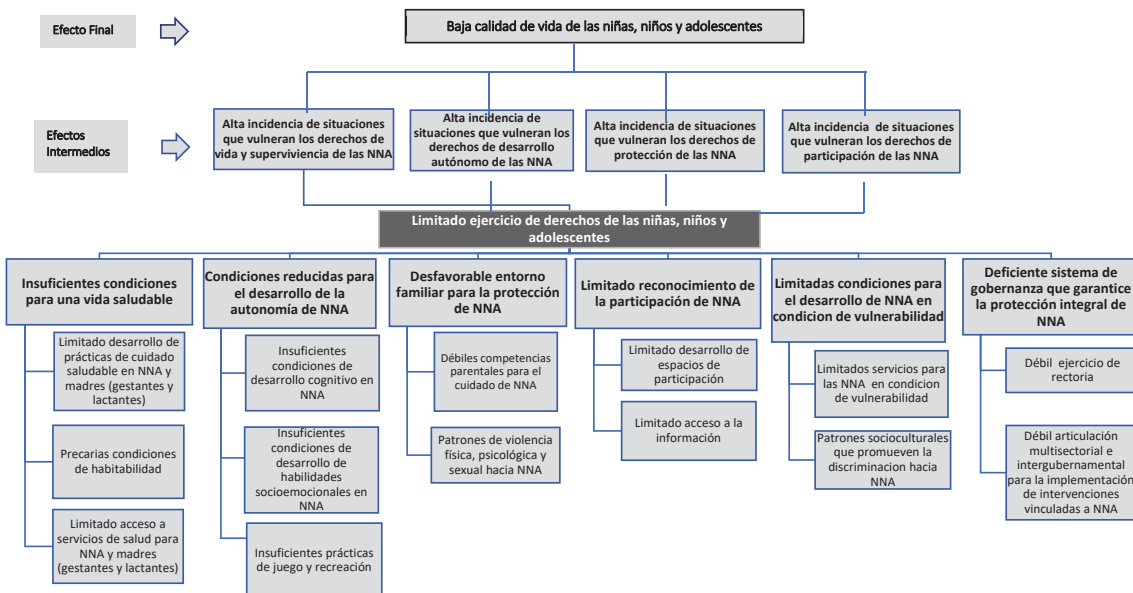 Efecto Final
Baja calidad de vida de las niñas, niños y adolescentes
Efectos
Intermedios
Alta incidencia de situaciones
que vulneran los derechos de
vida y superviviencia de las NNA
Alta incidencia de
situaciones que vulneran los
derechos de desarrollo
autónomo de las NNA
Alta incidencia de situaciones
que vulneran los derechos de
protección de las NNA
Alta incidencia de situaciones
que vulneran los derechos de
participación de las NNA
Limitado ejercicio de derechos de las niñas, niños y
adolescentes
Insuficientes condiciones
para una vida saludable
Limitado desarrollo de
prácticas de cuidado
saludable en NNA y
madres (gestantes y
lactantes)
Precarias condiciones
de habitabilidad
Limitado acceso a
servicios de salud para
NNA y madres
(gestantes y lactantes)
Condiciones reducidas para
el desarrollo de la
autonomía de NNA
Insuficientes
condiciones de
desarrollo cognitivo en
NNA
Insuficientes
condiciones de
desarrollo de
habilidades
socioemocionales en
NNA
Insuficientes prácticas
de juego y recreación
Desfavorable entorno
familiar para la protección
de NNA
Débiles competencias
parentales para el
cuidado de NNA
Patrones de violencia
física, psicológica y
sexual hacia NNA
Limitado reconocimiento de
la participación de NNA
Limitado desarrollo de
espacios de
participación
Limitado acceso a la
información
Limitadas condiciones para
el desarrollo de NNA en
condicion de vulnerabilidad
Limitados servicios para
las NNA en condicion
de vulnerabilidad
Patrones socioculturales
que promueven la
discriminacion hacia
NNA
Deficiente sistema de
gobernanza que garantice
la protección integral de
NNA
Débil ejercicio de
rectoria
Débil articulación
multisectorial e
intergubernamental
para la implementación
de intervenciones
vinculadas a NNA